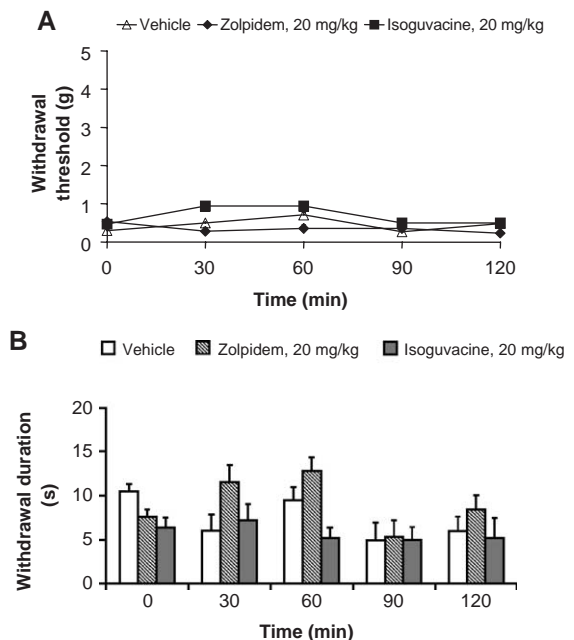 A
Vehicle Zolpidem, 20 mg/kg Isoguvacine, 20 mg/kg
Withdrawal
threshold (g)
5
4
3
2
1
0
0 30 60 90 120
Time (min)
B
Vehicle Zolpidem, 20 mg/kg Isoguvacine, 20 mg/kg
Withdrawal duration
(s)
20
15
10
5
0
0 30 60 90 120
Time (min)